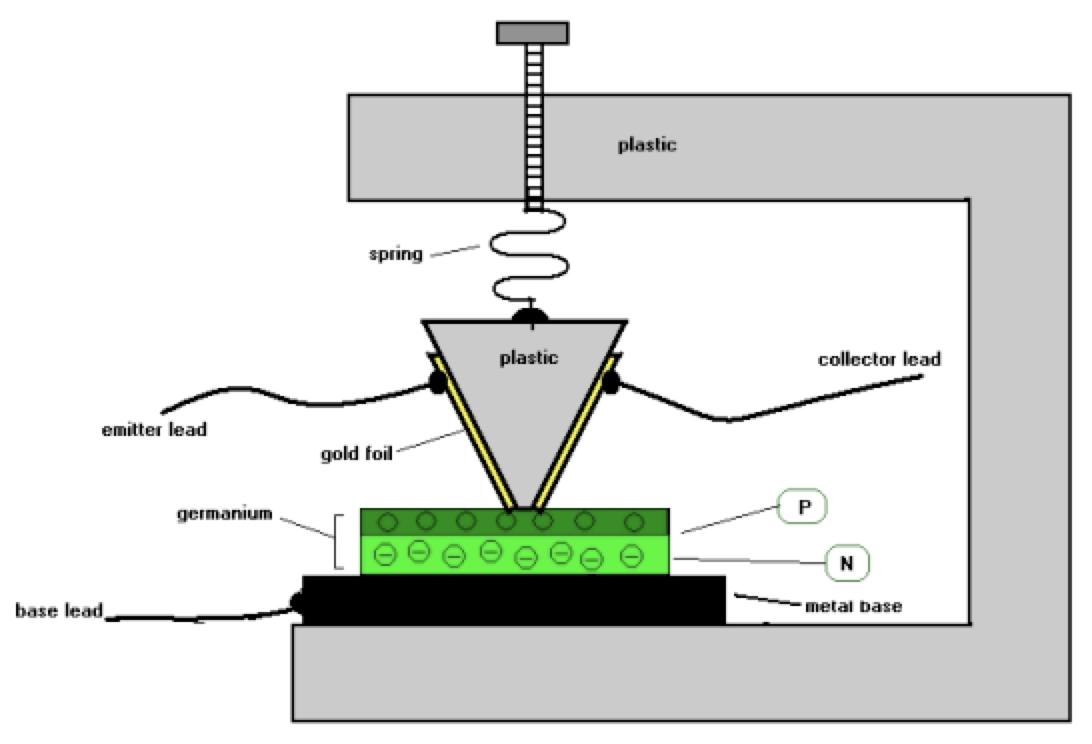 plastic
spring
plastic
collector lead
emitter lead
gold foil
germanium
P
N
base lead
metal base